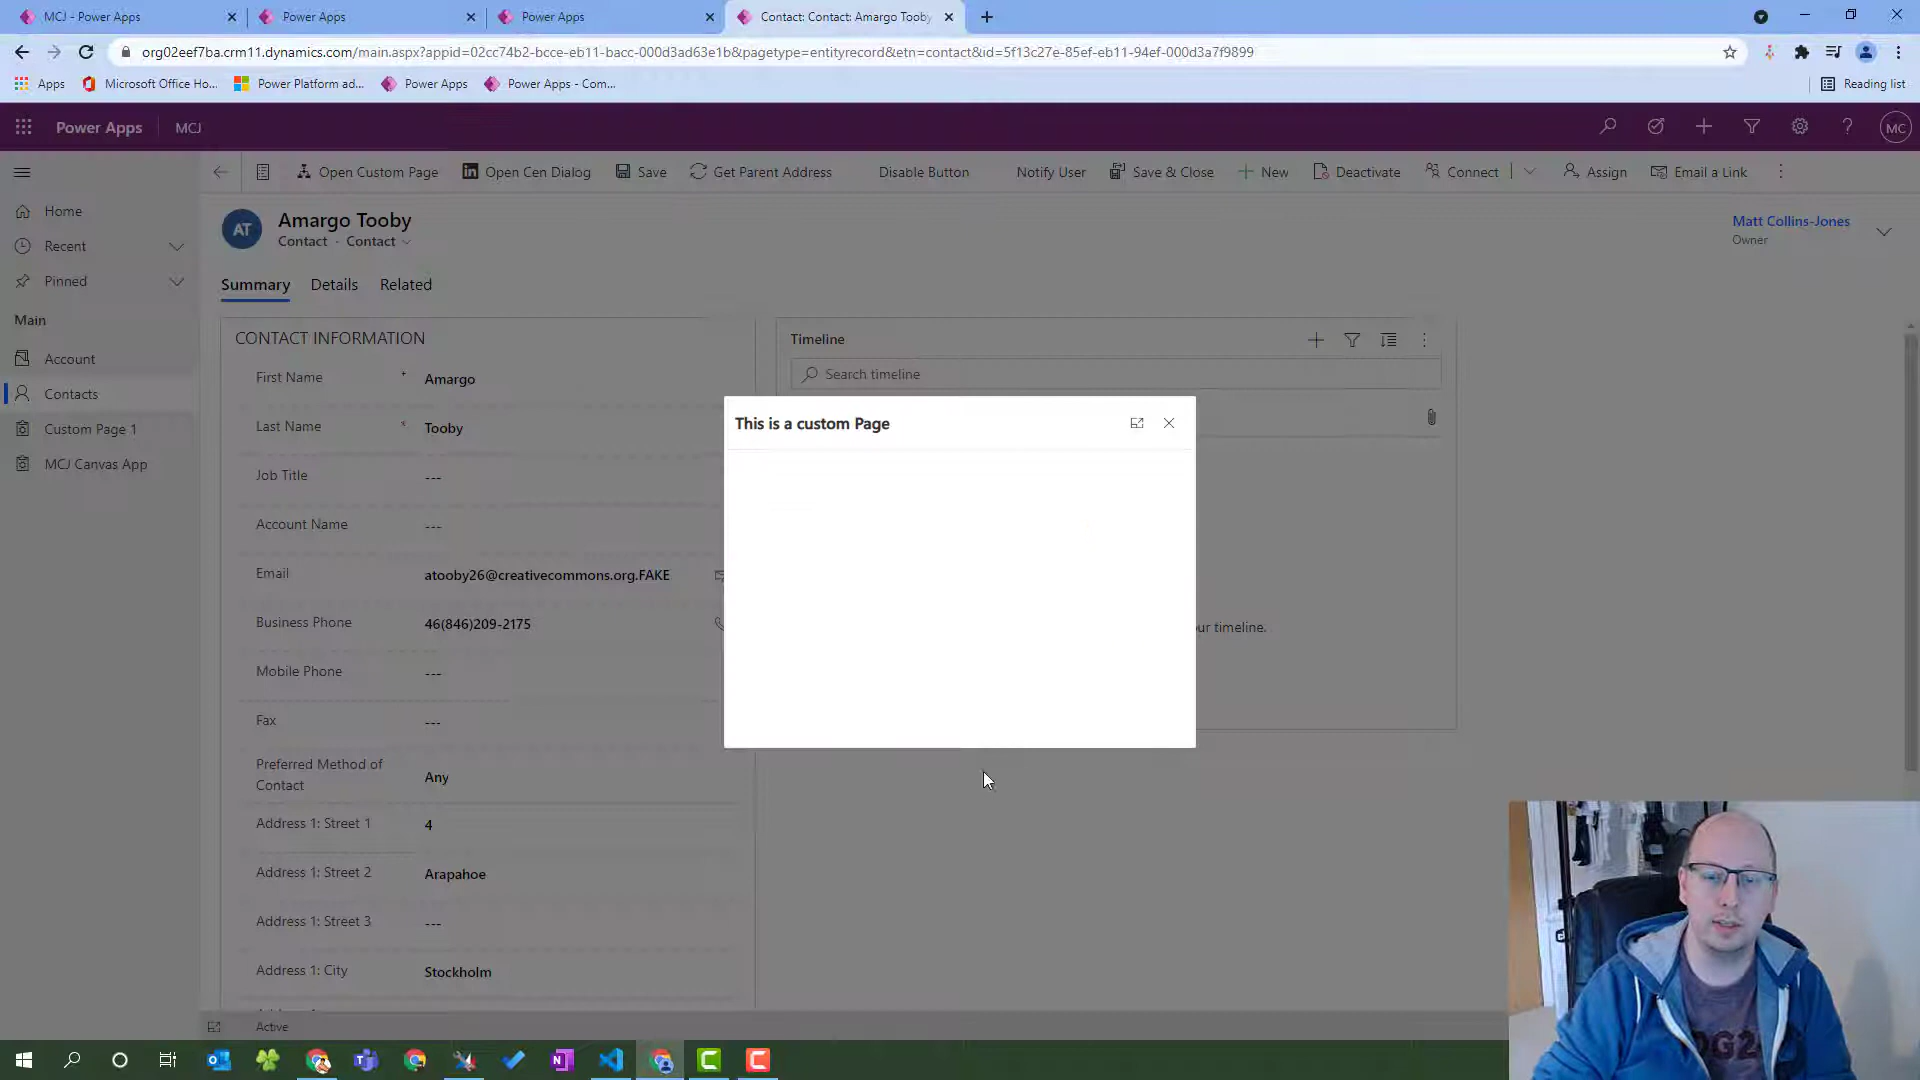 MCJ - Power Apps
Power Apps
Power Apps
Contact: Contact: Amargo Tooby
org02eef7ba.crm11.dynamics.com/main.aspx?appid=02cc74b2-bcce-eb11-bacc-000d3ad63e1b&pagetype=entityrecord&etn=contact&id=5f13c27e-85ef-eb11-94ef-000d3a7f9899
Apps
Microsoft Office Ho...
Power Platform ad...
Power Apps
Power Apps - Com...
Reading list
Power Apps
MCJ
MC
Open Custom Page
Open Cen Dialog
Save
Get Parent Address
Disable Button
Notify User
Save & Close
New
Deactivate
Connect
Assign
Email a Link
Home
Recent
Pinned
Main
Account
Contacts
Custom Page 1
MCJ Canvas App
AT
Amargo Tooby
Contact · Contact
Matt Collins-Jones
Owner
Summary
Details
Related
CONTACT INFORMATION
First Name
+
Amargo
Last Name
*
Tooby
Job Title
---
Account Name
---
Email
atooby26@creativecommons.org.FAKE
Business Phone
46(846)209-2175
Mobile Phone
---
Fax
---
Preferred Method of
Contact
Any
Address 1: Street 1
4
Address 1: Street 2
Arapahoe
Address 1: Street 3
---
Address 1: City
Stockholm
Timeline
Search timeline
This is a custom Page
ur timeline.
Active